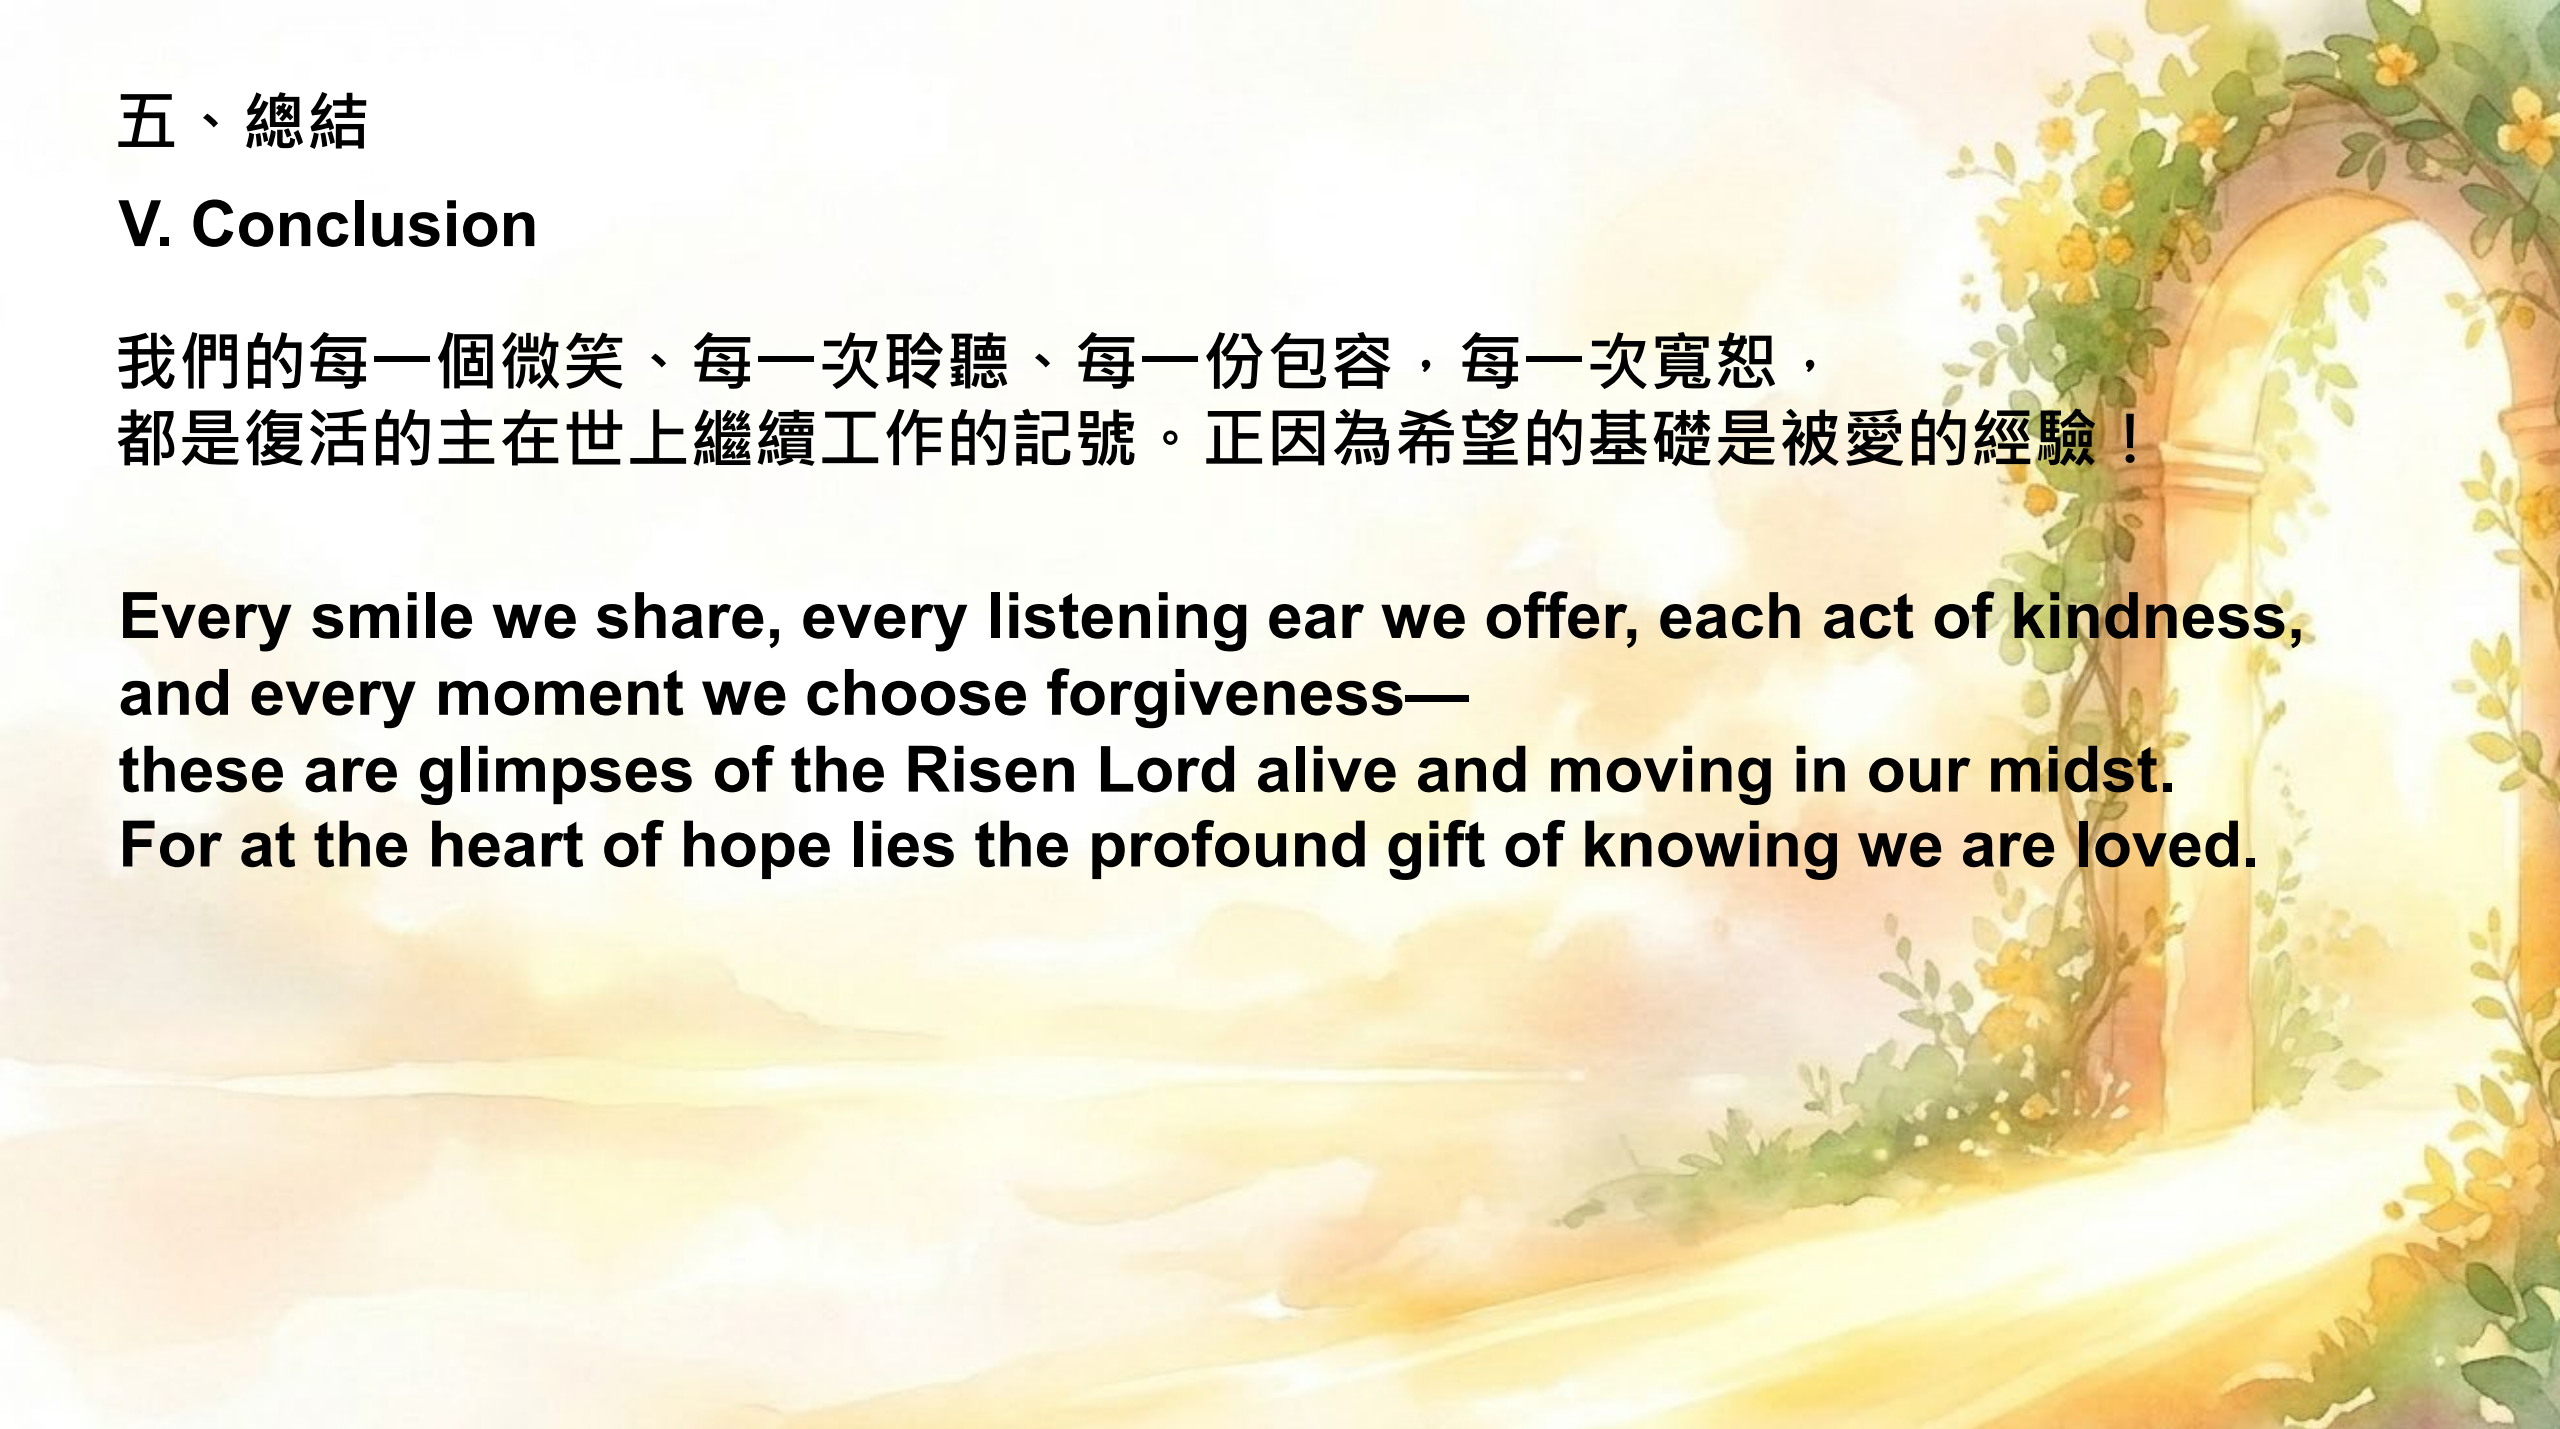 五、總結
V. Conclusion
我們的每一個微笑、每一次聆聽、每一份包容，每一次寬恕，
都是復活的主在世上繼續工作的記號。正因為希望的基礎是被愛的經驗！
Every smile we share, every listening ear we offer, each act of kindness,
and every moment we choose forgiveness—
these are glimpses of the Risen Lord alive and moving in our midst.
For at the heart of hope lies the profound gift of knowing we are loved.